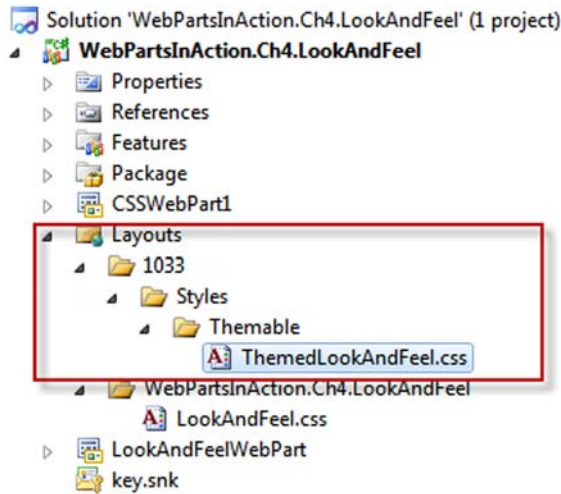 Solution 'WebPartsInAction.Ch4.LookAndFeel' (1 project)
WebPartsInAction.Ch4.LookAndFeel
Properties
References
Features
Package
CSSWebPart1
Layouts
1033
Styles
Themable
ThemedLookAndFeel.css
WebPartsInAction.Ch4.LookAndFeel
LookAndFeel.css
LookAndFeelWebPart
key.snk